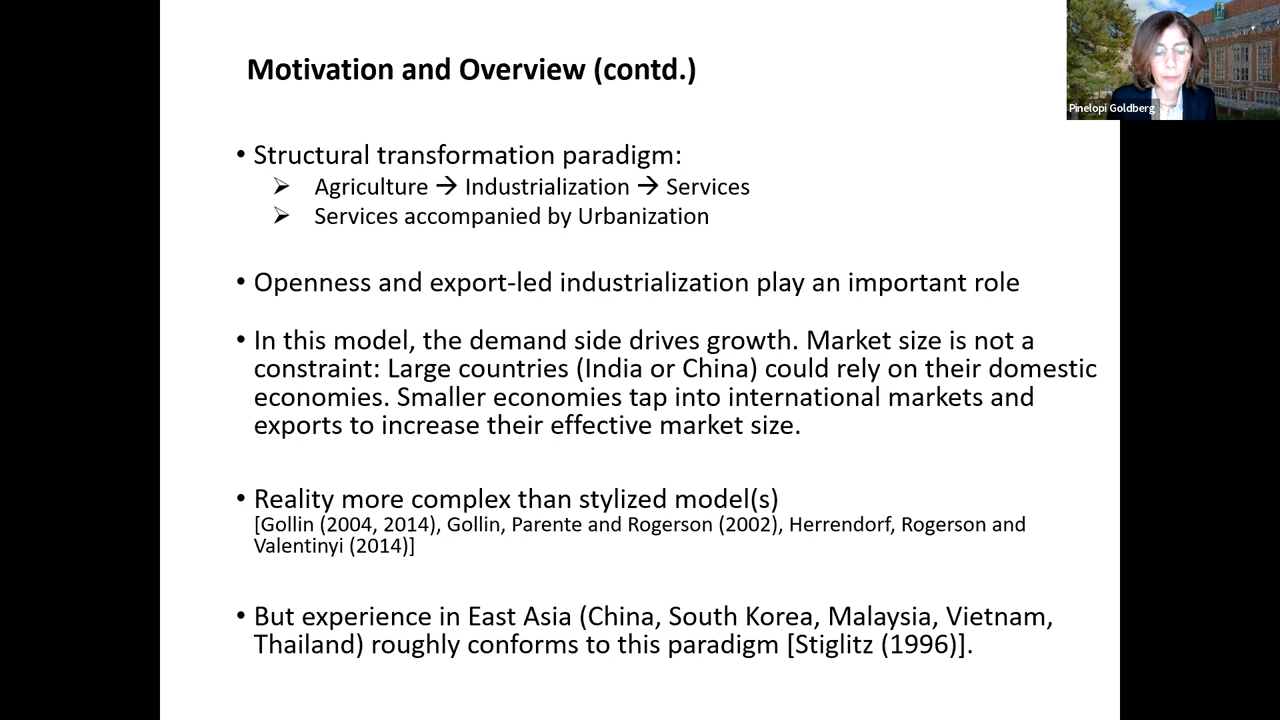 Motivation and Overview (contd.)
Pinelopi Goldberg
• Structural transformation paradigm:
➢ Agriculture → Industrialization → Services
➢ Services accompanied by Urbanization
• Openness and export-led industrialization play an important role
• In this model, the demand side drives growth. Market size is not a
constraint: Large countries (India or China) could rely on their domestic
economies. Smaller economies tap into international markets and
exports to increase their effective market size.
• Reality more complex than stylized model(s)
[Gollin (2004, 2014), Gollin, Parente and Rogerson (2002), Herrendorf, Rogerson and
Valentinyi (2014)]
• But experience in East Asia (China, South Korea, Malaysia, Vietnam,
Thailand) roughly conforms to this paradigm [Stiglitz (1996)].